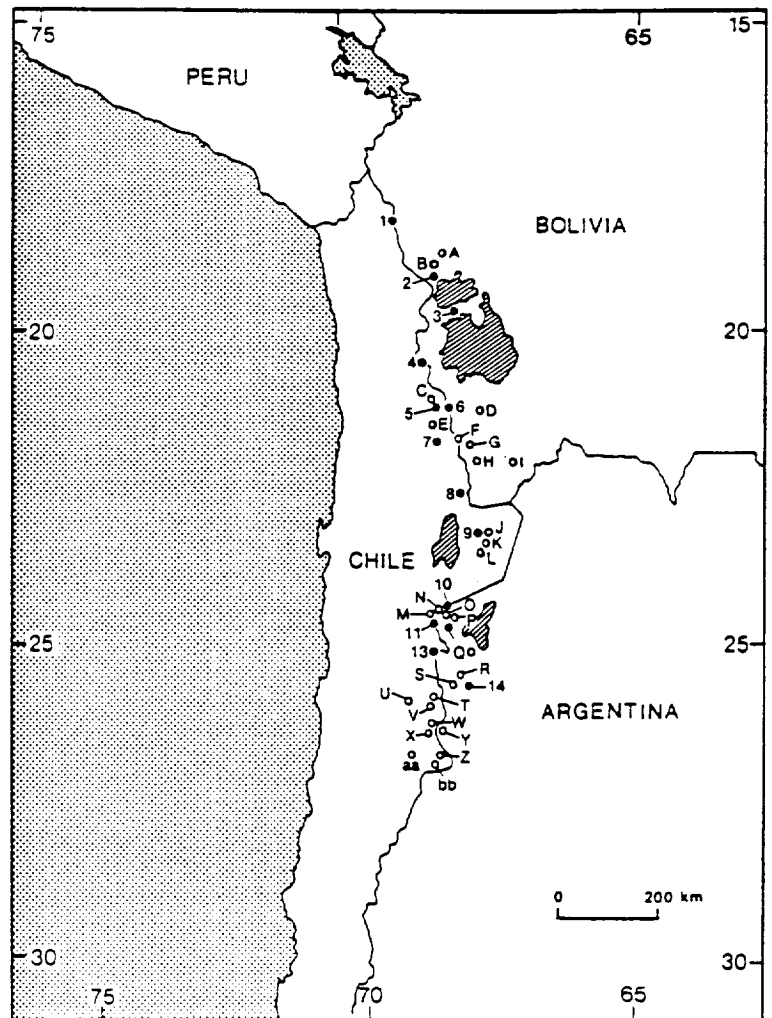 75 65 15
PERU
BOLIVIA
1
A
B
2
3
20 20
4
C
5 6 D
E F
7 G
H I
8
J
9
K
L
CHILE
10
N O
M P
11
Q
13
25 25
R
S 14
U T
V
ARGENTINA
W
X Y
Z
aa
bb
0 200 km
30 30
75 70 65